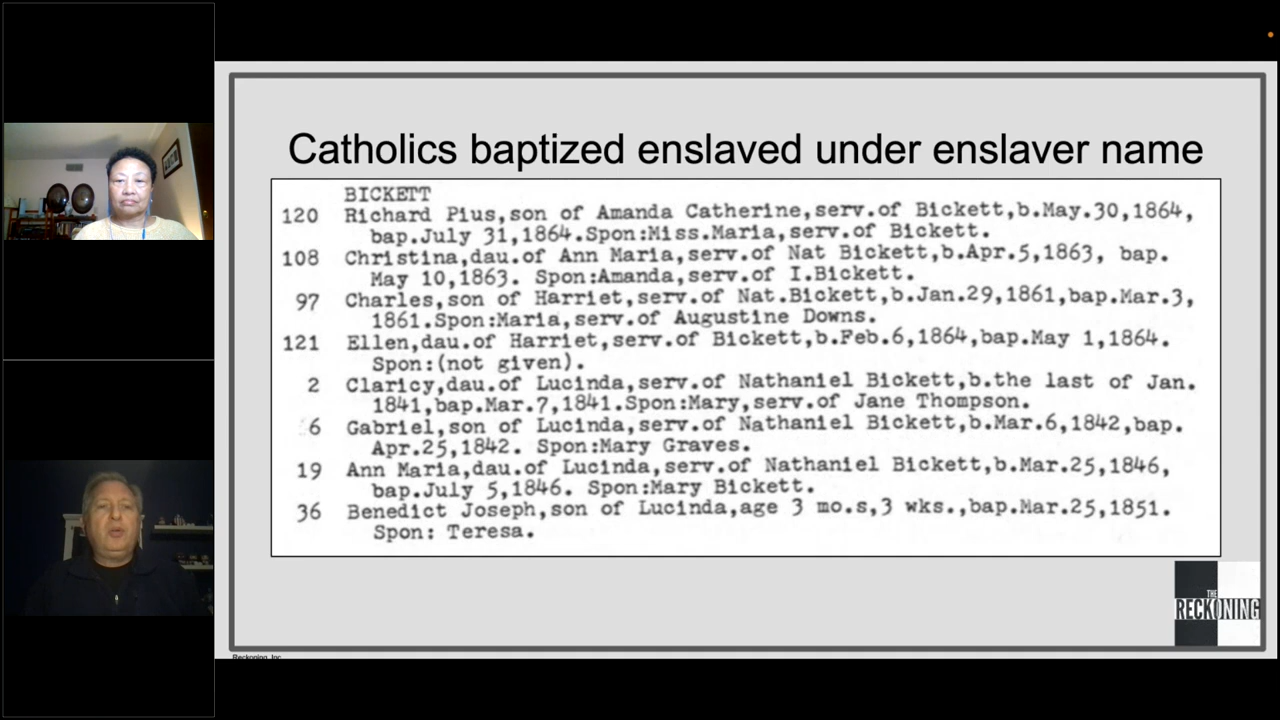 Catholics baptized enslaved under enslaver name
BICKETT
120 Richard Pius,son of Amanda Catherine,serv.of Bickett,b.May.30,1864,
bap.July 31,1864.Spon:Miss.Maria,serv.of Bickett.
108 Christina,dau.of Ann Maria,serv.of Nat Bickett,b.Apr.5,1863, bap.
May 10,1863. Spon:Amanda,serv.of I.Bickett.
97 Charles,son of Harriet,serv.of Nat.Bickett,b.Jan.29,1861,bap.Mar.3,
1861.Spon:Maria,serv.of Augustine Downs.
121 Ellen,dau.of Harriet,serv.of Bickett,b.Feb.6,1864,bap.May 1,1864.
Spon:(not given).
2 Claricy,dau.of Lucinda,serv.of Nathaniel Bickett,b.the last of Jan.
1841,bap.Mar.7,1841.Spon:Mary,serv.of Jane Thompson.
6 Gabriel,son of Lucinda,serv.of Nathaniel Bickett,b.Mar.6,1842,bap.
Apr.25,1842. Spon:Mary Graves.
19 Ann Maria,dau.of Lucinda,serv.of Nathaniel Bickett,b.Mar.25,1846,
bap.July 5,1846. Spon:Mary Bickett.
36 Benedict Joseph,son of Lucinda,age 3 mo.s,3 wks.,bap.Mar.25,1851.
Spon: Teresa.
THE
RECKONING
Reckoning, Inc.